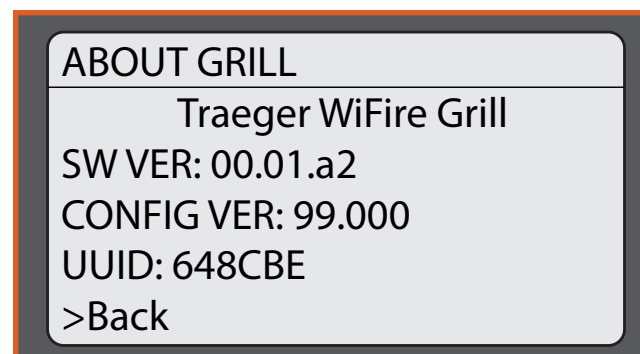 ABOUT GRILL
Traeger WiFire Grill
SW VER: 00.01.a2
CONFIG VER: 99.000
UUID: 648CBE
>Back